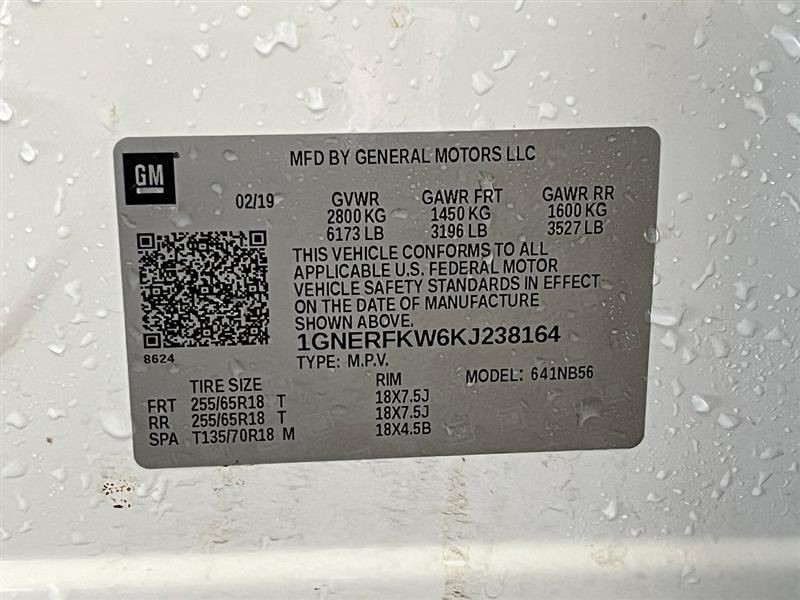 MFD BY GENERAL MOTORS LLC
GM
02/19
GVWR GAWR FRT GAWR RR
2800 KG 1450 KG 1600 KG
6173 LB 3196 LB 3527 LB
THIS VEHICLE CONFORMS TO ALL
APPLICABLE U.S. FEDERAL MOTOR
VEHICLE SAFETY STANDARDS IN EFFECT
ON THE DATE OF MANUFACTURE
SHOWN ABOVE.
1GNERFKW6KJ238164
8624
TYPE: M.P.V.
TIRE SIZE RIM MODEL: 641NB56
FRT 255/65R18 T 18X7.5J
RR 255/65R18 T 18X7.5J
SPA T135/70R18 M 18X4.5B